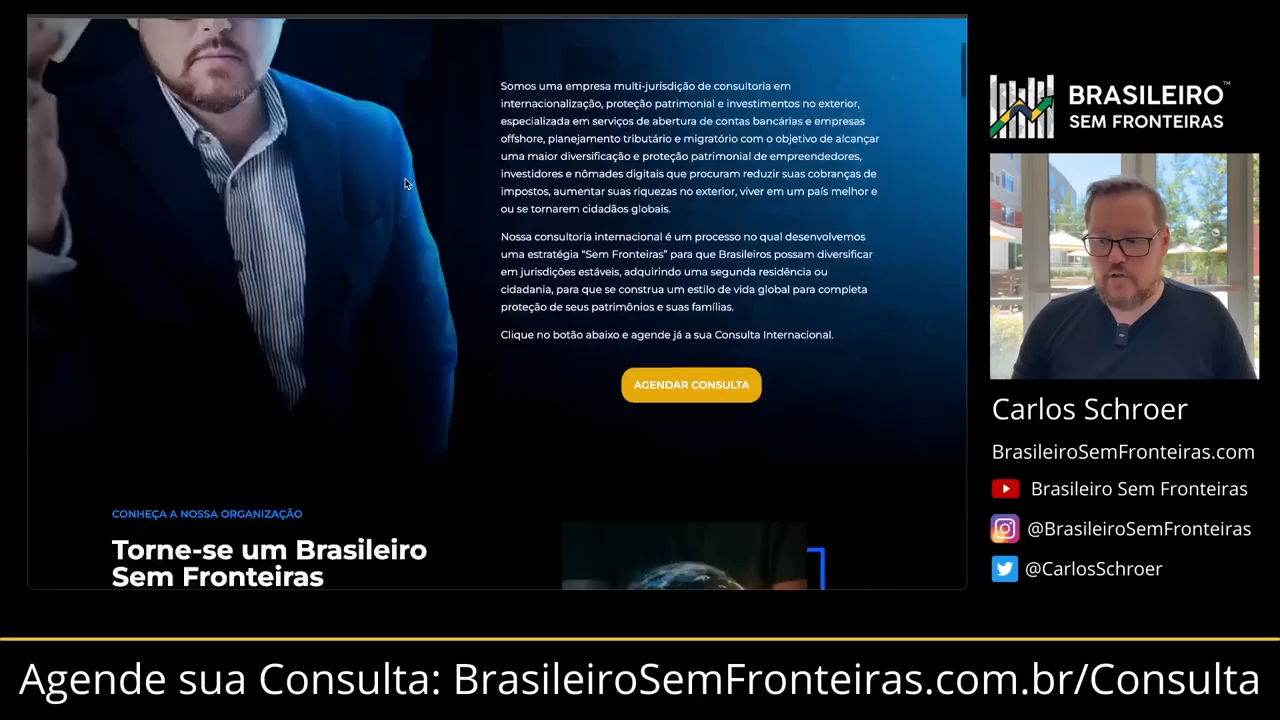 Somos uma empresa multi-jurisdição de consultoria em
internacionalização, proteção patrimonial e investimentos no exterior,
especializada em serviços de abertura de contas bancárias e empresas
offshore, planejamento tributário e migratório com o objetivo de alcançar
uma maior diversificação e proteção patrimonial de empreendedores,
investidores e nômades digitais que procuram reduzir suas cobranças de
impostos, aumentar suas riquezas no exterior, viver em um país melhor e
ou se tornarem cidadãos globais.
Nossa consultoria internacional é um processo no qual desenvolvemos
uma estratégia “Sem Fronteiras” para que Brasileiros possam diversificar
em jurisdições estáveis, adquirindo uma segunda residência ou
cidadania, para que se construa um estilo de vida global para completa
proteção de seus patrimônios e suas famílias.
Clique no botão abaixo e agende já a sua Consulta Internacional.
AGENDAR CONSULTA
CONHEÇA A NOSSA ORGANIZAÇÃO
Torne-se um Brasileiro
Sem Fronteiras
BRASILEIRO™
SEM FRONTEIRAS
Carlos Schroer
BrasileiroSemFronteiras.com
Brasileiro Sem Fronteiras
@BrasileiroSemFronteiras
@CarlosSchroer
Agende sua Consulta: BrasileiroSemFronteiras.com.br/Consulta